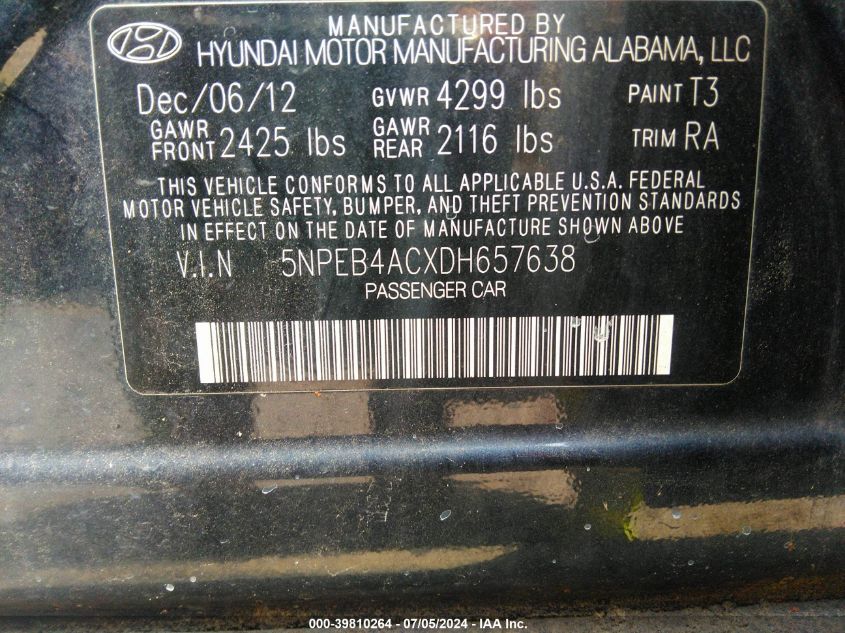 MANUFACTURED BY
HYUNDAI MOTOR MANUFACTURING ALABAMA, LLC
Dec/06/12 GVWR 4299 lbs PAINT T3
GAWR FRONT 2425 lbs GAWR REAR 2116 lbs TRIM RA
THIS VEHICLE CONFORMS TO ALL APPLICABLE U.S.A. FEDERAL
MOTOR VEHICLE SAFETY, BUMPER, AND THEFT PREVENTION STANDARDS
IN EFFECT ON THE DATE OF MANUFACTURE SHOWN ABOVE
V.I.N 5NPEB4ACXDH657638
PASSENGER CAR
000-39810264 - 07/05/2024 - IAA Inc.